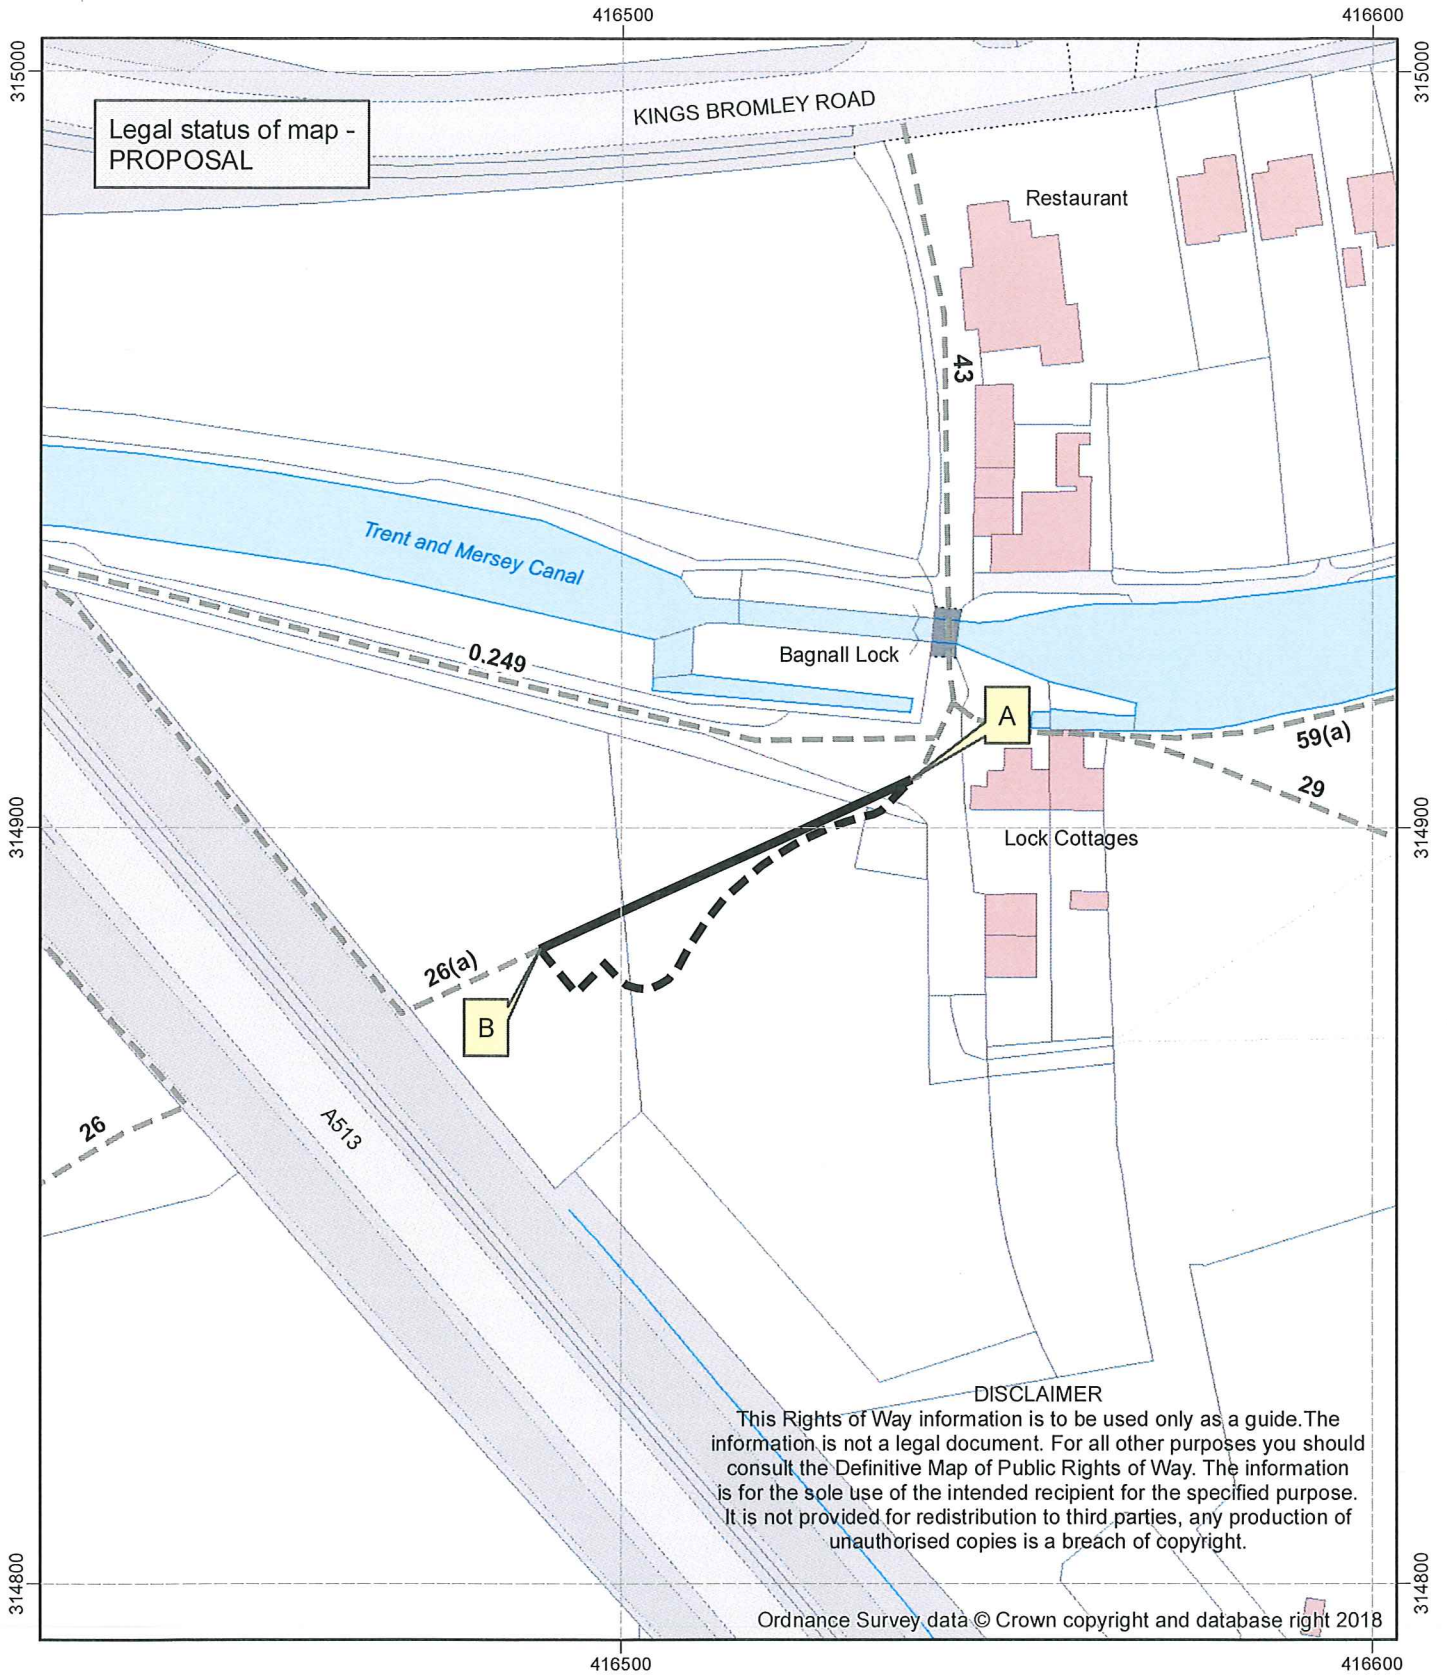 416500
416600
315000
315000
KINGS BROMLEY ROAD
Legal status of map -
PROPOSAL
Restaurant
43
Trent and Mersey Canal
0.249
Bagnall Lock
A
59(a)
29
314900
314900
Lock Cottages
26(a)
B
26
A513
DISCLAIMER
This Rights of Way information is to be used only as a guide.The
information is not a legal document. For all other purposes you should
consult the Definitive Map of Public Rights of Way. The information
is for the sole use of the intended recipient for the specified purpose.
It is not provided for redistribution to third parties, any production of
unauthorised copies is a breach of copyright.
314800
314800
Ordnance Survey data © Crown copyright and database right 2018
416500
416600